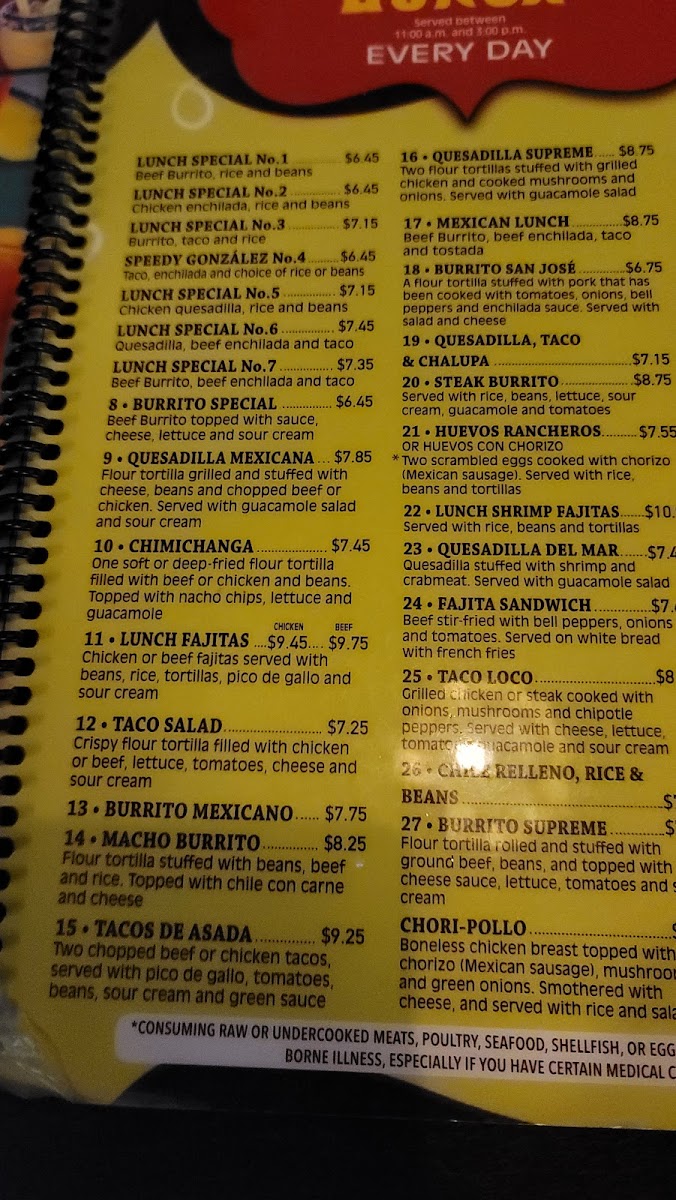 Served between
11:00 a.m. and 3:00 p.m.
EVERY DAY
LUNCH SPECIAL No.1 $6.45
Beef Burrito, rice and beans
LUNCH SPECIAL No.2 $6.45
Chicken enchilada, rice and beans
LUNCH SPECIAL No.3 $7.15
Burrito, taco and rice
SPEEDY GONZÁLEZ No.4 $6.45
Taco, enchilada and choice of rice or beans
LUNCH SPECIAL No.5 $7.15
Chicken quesadilla, rice and beans
LUNCH SPECIAL No.6 $7.45
Quesadilla, beef enchilada and taco
LUNCH SPECIAL No.7 $7.35
Beef Burrito, beef enchilada and taco
8 • BURRITO SPECIAL $6.45
Beef Burrito topped with sauce,
cheese, lettuce and sour cream
9 • QUESADILLA MEXICANA $7.85
Flour tortilla grilled and stuffed with
cheese, beans and chopped beef or
chicken. Served with guacamole salad
and sour cream
10 • CHIMICHANGA $7.45
One soft or deep-fried flour tortilla
filled with beef or chicken and beans.
Topped with nacho chips, lettuce and
guacamole
CHICKEN BEEF
11 • LUNCH FAJITAS $9.45 $9.75
Chicken or beef fajitas served with
beans, rice, tortillas, pico de gallo and
sour cream
12 • TACO SALAD $7.25
Crispy flour tortilla filled with chicken
or beef, lettuce, tomatoes, cheese and
sour cream
13 • BURRITO MEXICANO $7.75
14 • MACHO BURRITO $8.25
Flour tortilla stuffed with beans, beef
and rice. Topped with chile con carne
and cheese
15 • TACOS DE ASADA $9.25
Two chopped beef or chicken tacos,
served with pico de gallo, tomatoes,
beans, sour cream and green sauce
16 • QUESADILLA SUPREME $8.75
Two flour tortillas stuffed with grilled
chicken and cooked mushrooms and
onions. Served with guacamole salad
17 • MEXICAN LUNCH $8.75
Beef Burrito, beef enchilada, taco
and tostada
18 • BURRITO SAN JOSÉ $6.75
A flour tortilla stuffed with pork that has
been cooked with tomatoes, onions, bell
peppers and enchilada sauce. Served with
salad and cheese
19 • QUESADILLA, TACO
& CHALUPA $7.15
20 • STEAK BURRITO $8.75
Served with rice, beans, lettuce, sour
cream, guacamole and tomatoes
21 • HUEVOS RANCHEROS $7.55
OR HUEVOS CON CHORIZO
*Two scrambled eggs cooked with chorizo
(Mexican sausage). Served with rice,
beans and tortillas
22 • LUNCH SHRIMP FAJITAS $10.
Served with rice, beans and tortillas
23 • QUESADILLA DEL MAR $7.4
Quesadilla stuffed with shrimp and
crabmeat. Served with guacamole salad
24 • FAJITA SANDWICH $7.
Beef stir-fried with bell peppers, onions
and tomatoes. Served on white bread
with french fries
25 • TACO LOCO $8
Grilled chicken or steak cooked with
onions, mushrooms and chipotle
peppers. Served with cheese, lettuce,
guacamole and sour cream
26 • CHILE RELLENO, RICE &
BEANS $7
27 • BURRITO SUPREME $
Flour tortilla rolled and stuffed with
ground beef, beans, and topped with
cheese sauce, lettuce, tomatoes and
cream
CHORI-POLLO
Boneless chicken breast topped with
chorizo (Mexican sausage), mushroo
and green onions. Smothered with
cheese, and served with rice and sala
*CONSUMING RAW OR UNDERCOOKED MEATS, POULTRY, SEAFOOD, SHELLFISH, OR EGG
BORNE ILLNESS, ESPECIALLY IF YOU HAVE CERTAIN MEDICAL C